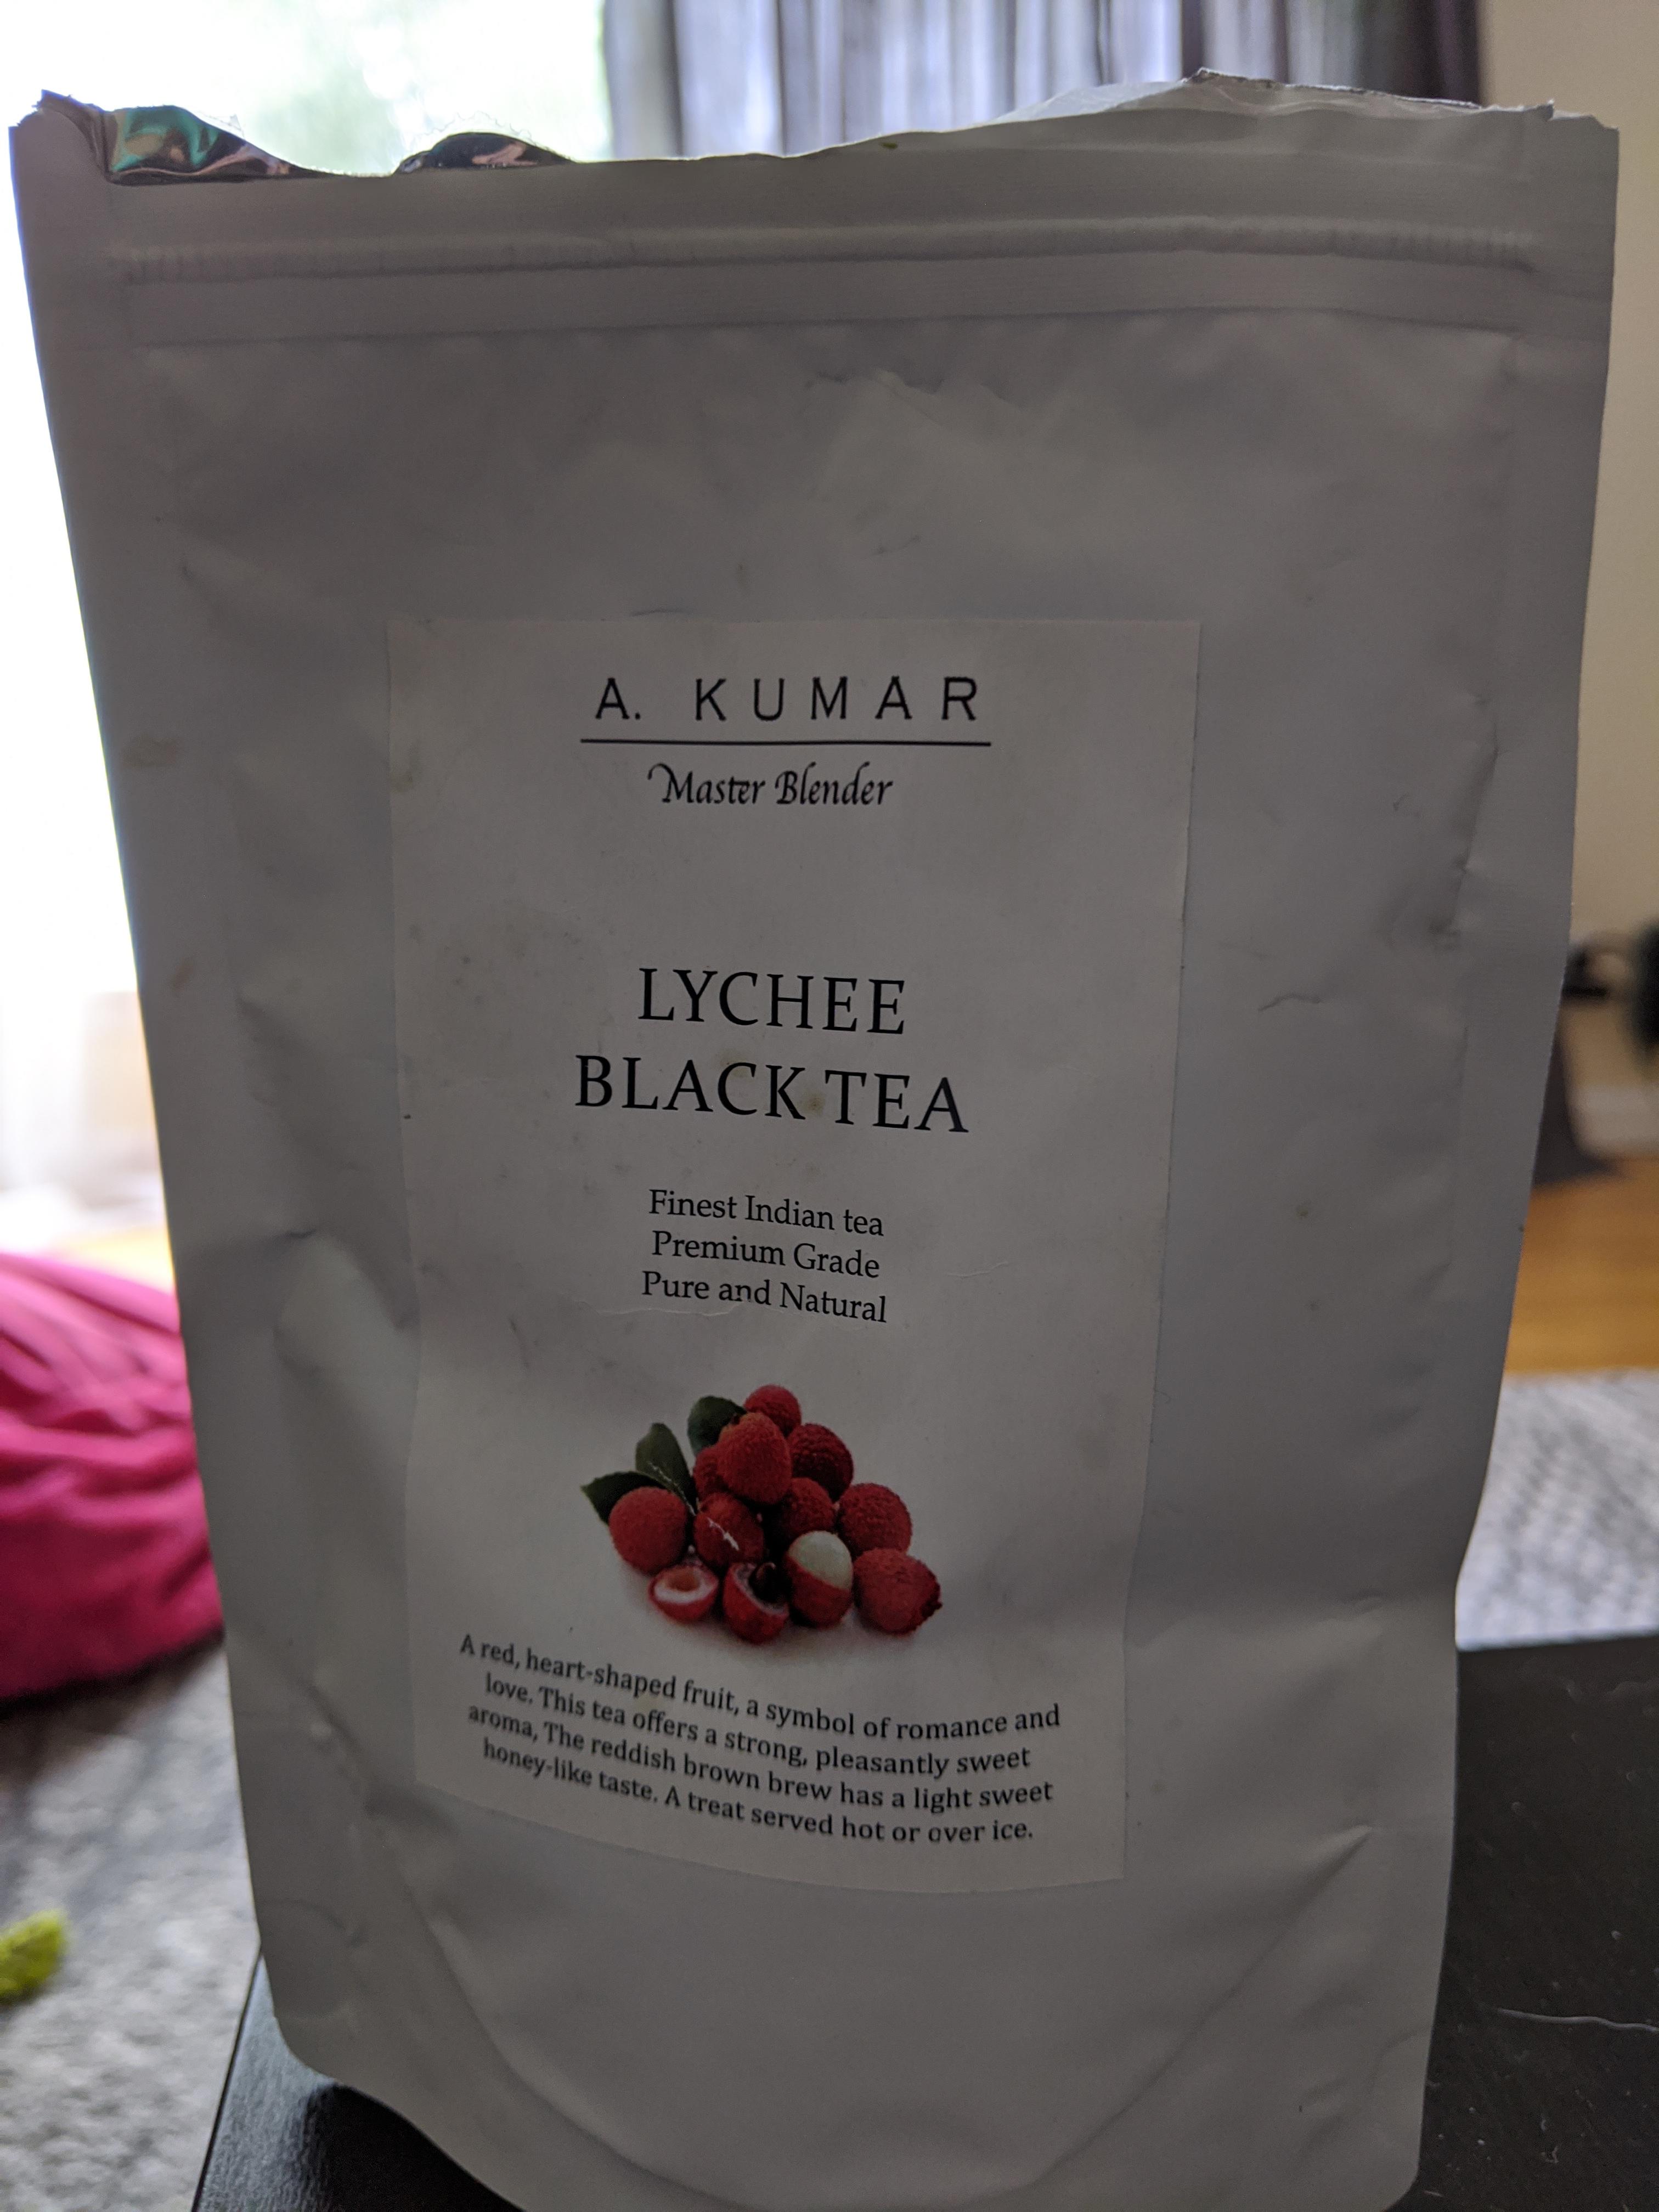 A. KUMAR
Master Blender
LYCHEE
BLACK TEA
Finest Indian tea
Premium Grade
Pure and Natural
A red, heart-shaped fruit, a symbol of romance and
love. This tea offers a strong, pleasantly sweet
aroma, The reddish brown brew has a light sweet
honey-like taste. A treat served hot or over ice.